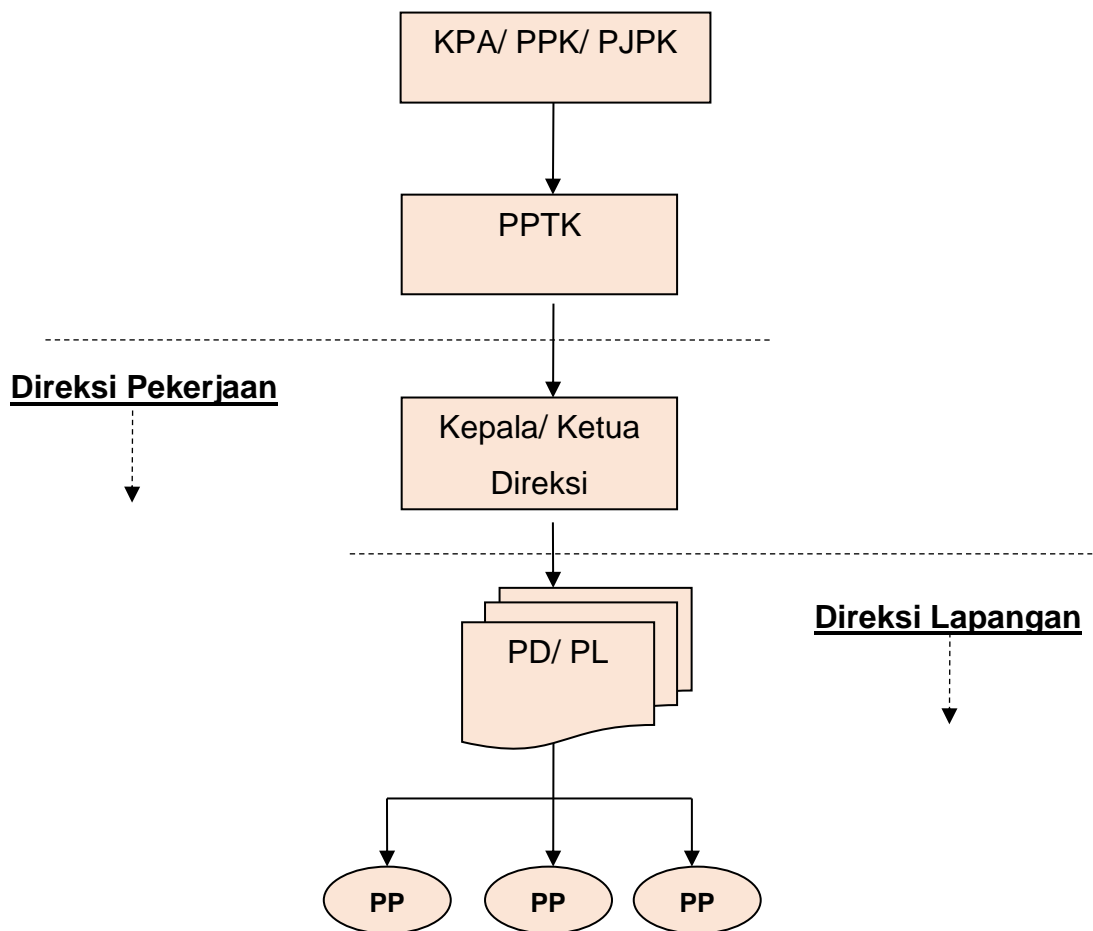 KPA/ PPK/ PJPK
PPTK
Direksi Pekerjaan
Kepala/ Ketua
Direksi
Direksi Lapangan
PD/ PL
PP
PP
PP